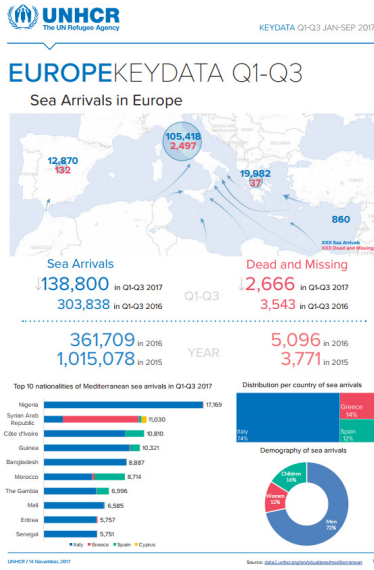 UNHCR
The UN Refugee Agency
KEYDATA Q1-Q3 JAN-SEP 2017
EUROPEKEYDATA Q1-Q3
Sea Arrivals in Europe
105,418
2,497
12,870
132
19,982
37
860
XXX Sea Arrivals
XXX Dead and Missing
Sea Arrivals
Dead and Missing
↓138,800 in Q1-Q3 2017
303,838 in Q1-Q3 2016
Q1-Q3
↓2,666 in Q1-Q3 2017
3,543 in Q1-Q3 2016
361,709 in 2016
1,015,078 in 2015
YEAR
5,096 in 2016
3,771 in 2015
Top 10 nationalities of Mediterranean sea arrivals in Q1-Q3 2017
Nigeria 17,169
Syrian Arab
Republic 11,030
Côte d'Ivoire 10,810
Guinea 10,321
Bangladesh 8,887
Morocco 8,714
The Gambia 6,996
Mali 6,585
Eritrea 5,757
Senegal 5,751
Italy Greece Spain Cyprus
Distribution per country of sea arrivals
Italy
74%
Greece
14%
Spain
12%
Demography of sea arrivals
Children
16%
Women
12%
Men
72%
UNHCR / 14 November, 2017
Source: data2.unhcr.org/en/situations/mediterranean